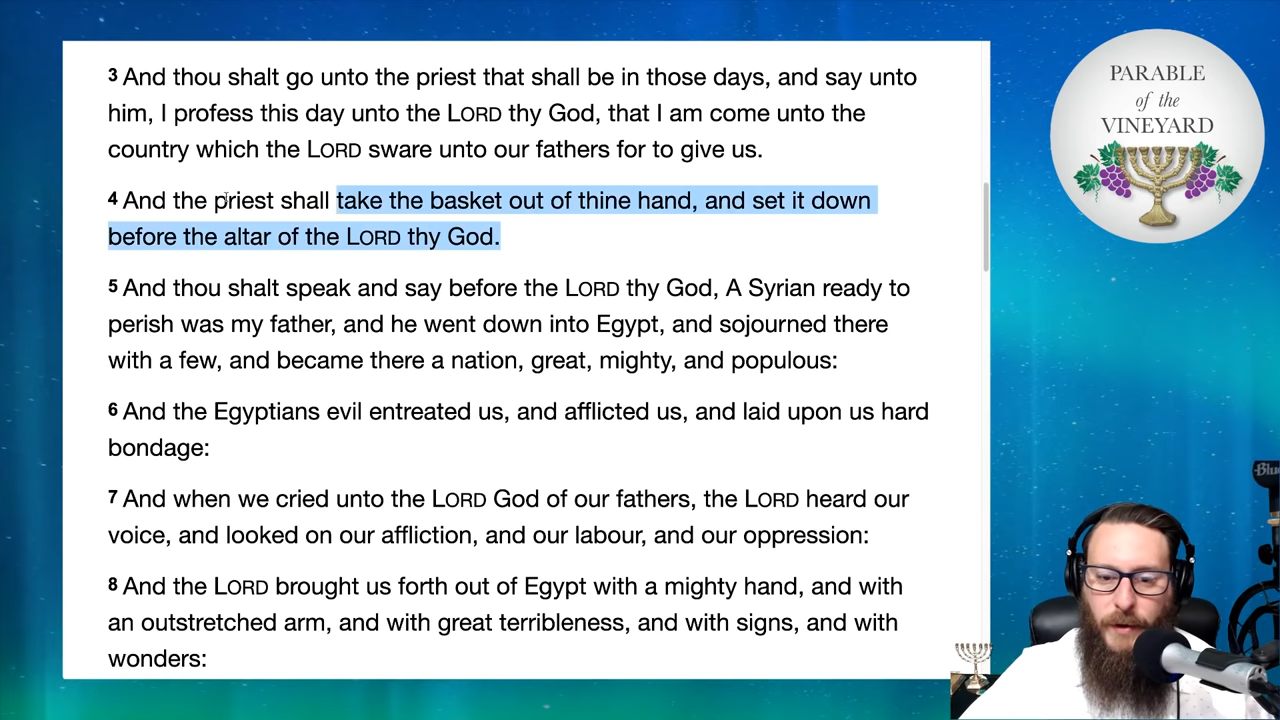 3 And thou shalt go unto the priest that shall be in those days, and say unto
him, I profess this day unto the LORD thy God, that I am come unto the
country which the LORD sware unto our fathers for to give us.
4 And the priest shall take the basket out of thine hand, and set it down
before the altar of the LORD thy God.
5 And thou shalt speak and say before the LORD thy God, A Syrian ready to
perish was my father, and he went down into Egypt, and sojourned there
with a few, and became there a nation, great, mighty, and populous:
6 And the Egyptians evil entreated us, and afflicted us, and laid upon us hard
bondage:
7 And when we cried unto the LORD God of our fathers, the LORD heard our
voice, and looked on our affliction, and our labour, and our oppression:
8 And the LORD brought us forth out of Egypt with a mighty hand, and with
an outstretched arm, and with great terribleness, and with signs, and with
wonders:
PARABLE
of the
VINEYARD
Blue